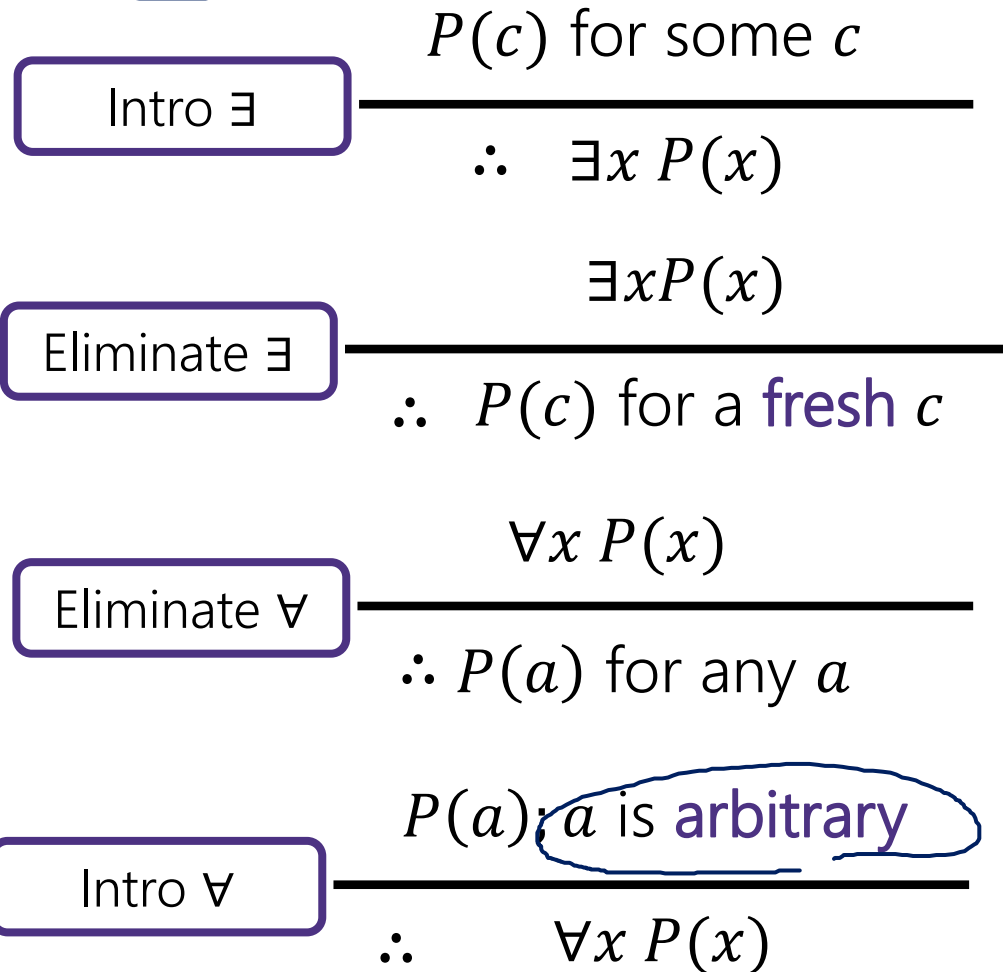 P(c) for some c
Intro ∃
∴ ∃x P(x)
∃xP(x)
Eliminate ∃
∴ P(c) for a fresh c
∀x P(x)
Eliminate ∀
∴ P(a) for any a
P(a); a is arbitrary
Intro ∀
∴ ∀x P(x)